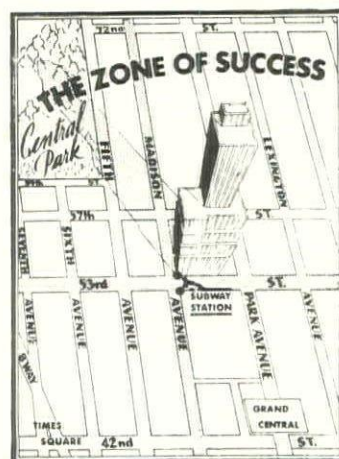 72nd ST.
THE ZONE OF SUCCESS
Central
Park
FIFTH
MADISON
LEXINGTON
57th ST.
SEVENTH
SIXTH
53rd ST.
SUBWAY
STATION
AVENUE
AVENUE
AVENUE
AVENUE
PARK AVENUE
AVENUE
B'WAY
GRAND
CENTRAL
TIMES
SQUARE 42nd ST.